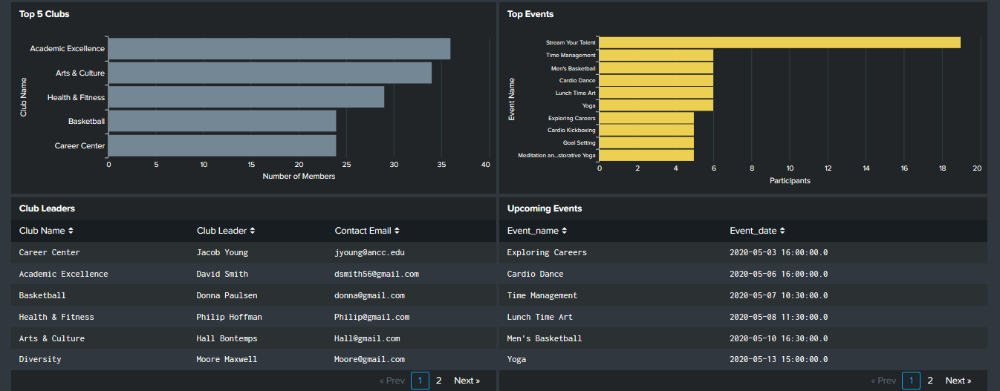 Top 5 Clubs
Club Name
Academic Excellence
Arts & Culture
Health & Fitness
Basketball
Career Center
0 5 10 15 20 25 30 35 40
Number of Members
Top Events
Event Name
Stream Your Talent
Time Management
Men's Basketball
Cardio Dance
Lunch Time Art
Yoga
Exploring Careers
Cardio Kickboxing
Goal Setting
Meditation an...storative Yoga
0 2 4 6 8 10 12 14 16 18 20
Participants
Club Leaders
Club Name Club Leader Contact Email
Career Center Jacob Young jyoung@ancc.edu
Academic Excellence David Smith dsmith56@gmail.com
Basketball Donna Paulsen donna@gmail.com
Health & Fitness Philip Hoffman Philip@gmail.com
Arts & Culture Hall Bontemps Hall@gmail.com
Diversity Moore Maxwell Moore@gmail.com
« Prev 1 2 Next »
Upcoming Events
Event_name Event_date
Exploring Careers 2020-05-03 16:00:00.0
Cardio Dance 2020-05-06 16:00:00.0
Time Management 2020-05-07 10:30:00.0
Lunch Time Art 2020-05-08 11:30:00.0
Men's Basketball 2020-05-10 16:30:00.0
Yoga 2020-05-13 15:00:00.0
« Prev 1 2 Next »